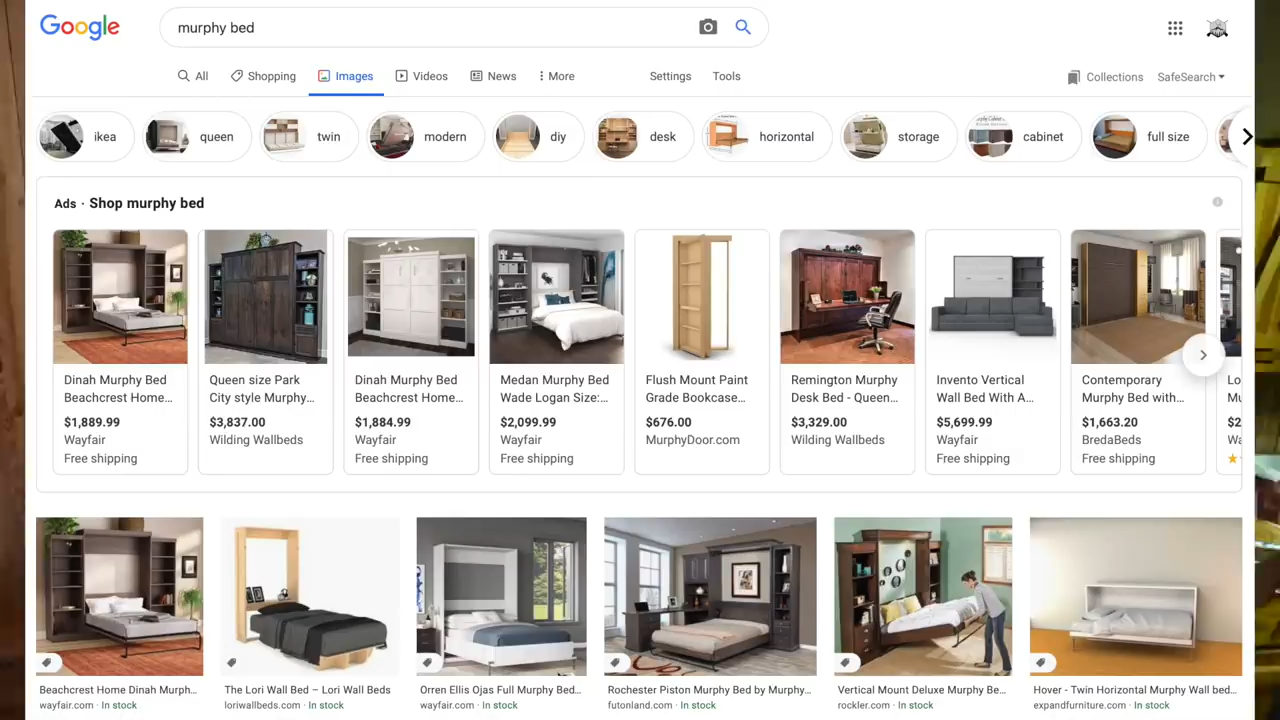 Google
murphy bed
All
Shopping
Images
Videos
News
More
Settings
Tools
Collections
SafeSearch
ikea
queen
twin
modern
diy
desk
horizontal
storage
cabinet
full size
Ads · Shop murphy bed
Dinah Murphy Bed
Beachcrest Home...
$1,889.99
Wayfair
Free shipping
Queen size Park
City style Murphy...
$3,837.00
Wilding Wallbeds
Dinah Murphy Bed
Beachcrest Home...
$1,884.99
Wayfair
Free shipping
Medan Murphy Bed
Wade Logan Size:...
$2,099.99
Wayfair
Free shipping
Flush Mount Paint
Grade Bookcase...
$676.00
MurphyDoor.com
Remington Murphy
Desk Bed - Queen...
$3,329.00
Wilding Wallbeds
Invento Vertical
Wall Bed With A...
$5,699.99
Wayfair
Free shipping
Contemporary
Murphy Bed with...
$1,663.20
BredaBeds
Free shipping
Beachcrest Home Dinah Murph...
wayfair.com · In stock
The Lori Wall Bed – Lori Wall Beds
loriwallbeds.com · In stock
Orren Ellis Ojas Full Murphy Bed...
wayfair.com · In stock
Rochester Piston Murphy Bed by Murphy...
futonland.com · In stock
Vertical Mount Deluxe Murphy Be...
rockler.com · In stock
Hover - Twin Horizontal Murphy Wall bed...
expandfurniture.com · In stock